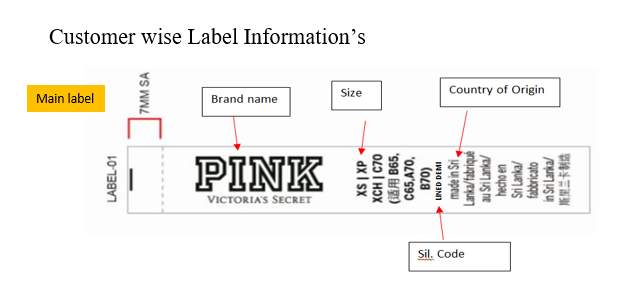 Customer wise Label Information’s
Main label
7MM SA
Brand name
Size
Country of Origin
LABEL-01
PINK
VICTORIA'S SECRET
XS | XP
XCH | C70
(适用 B65,
C65,A70,
B70)
LINED DEMI
made in Sri
Lanka/fabriqué
au Sri Lanka/
hecho en
Sri Lanka/
fabbricato
in Sri Lanka/
斯里兰卡制造
Sil. Code